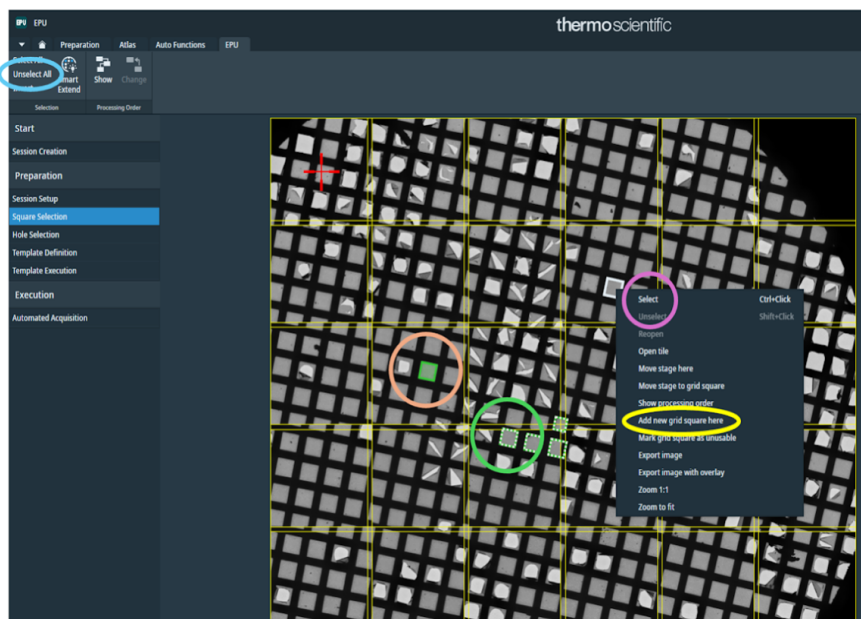 EPU EPU
thermo scientific
Preparation Atlas Auto Functions EPU
Select All
Unselect All
Smart Extend
Show
Change
Selection
Processing Order
Start
Session Creation
Preparation
Session Setup
Square Selection
Hole Selection
Template Definition
Template Execution
Execution
Automated Acquisition
Select Ctrl+Click
Unselect Shift+Click
Reopen
Open tile
Move stage here
Move stage to grid square
Show processing order
Add new grid square here
Mark grid square as unusable
Export image
Export image with overlay
Zoom 1:1
Zoom to fit